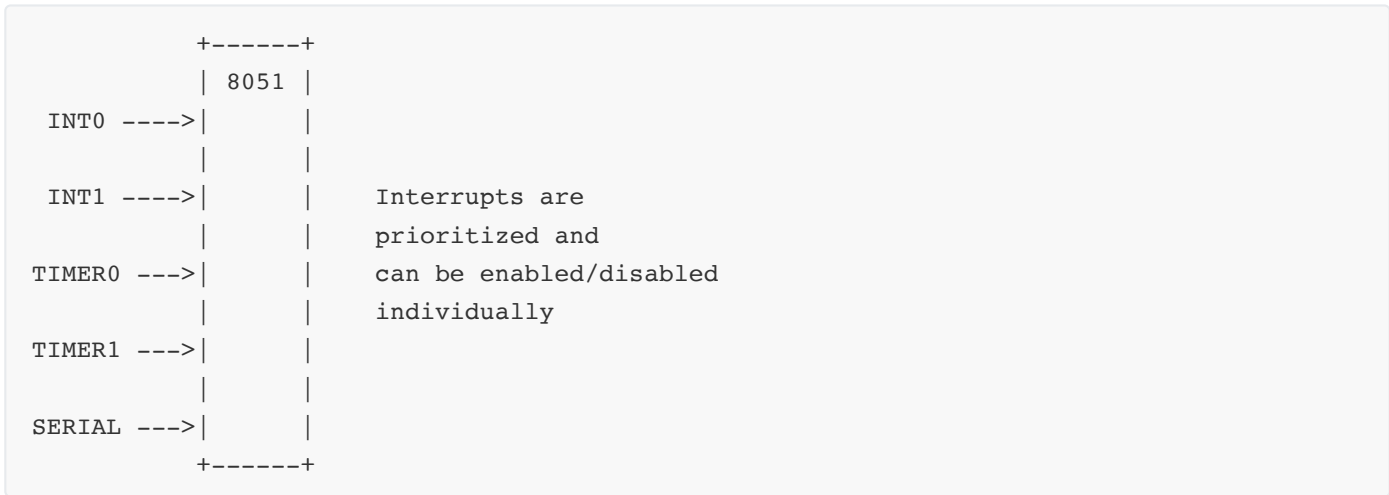 +------+
| 8051 |
INT0 ---->|      |
|      |
INT1 ---->|      |    Interrupts are
|      |    prioritized and
TIMER0 --->|      |    can be enabled/disabled
|      |    individually
TIMER1 --->|      |
|      |
SERIAL --->|      |
+------+